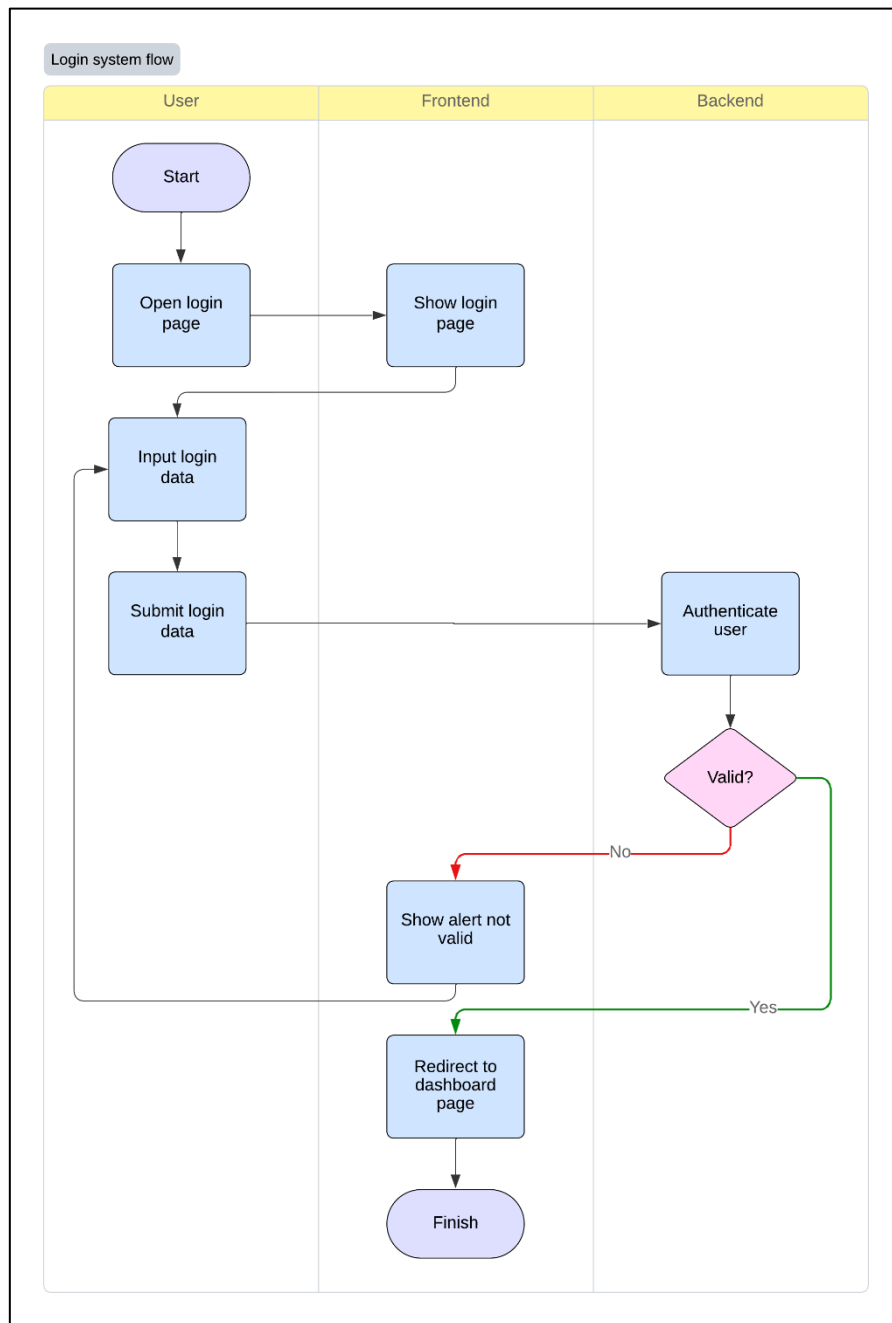 Login system flow
User
Frontend
Backend
Start
Open login
page
Show login
page
Input login
data
Submit login
data
Authenticate
user
Valid?
No
Show alert not
valid
Yes
Redirect to
dashboard
page
Finish